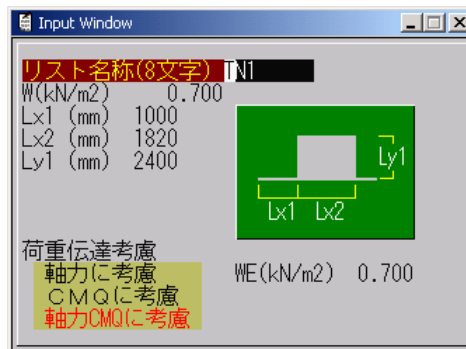 Input Window
リスト名称(8文字) TN1
W(kN/m2) 0.700
Lx1 (mm) 1000
Lx2 (mm) 1820
Ly1 (mm) 2400
Ly1
Lx1 Lx2
荷重伝達考慮
軸力に考慮
CMQに考慮
軸力CMQに考慮
WE(kN/m2) 0.700